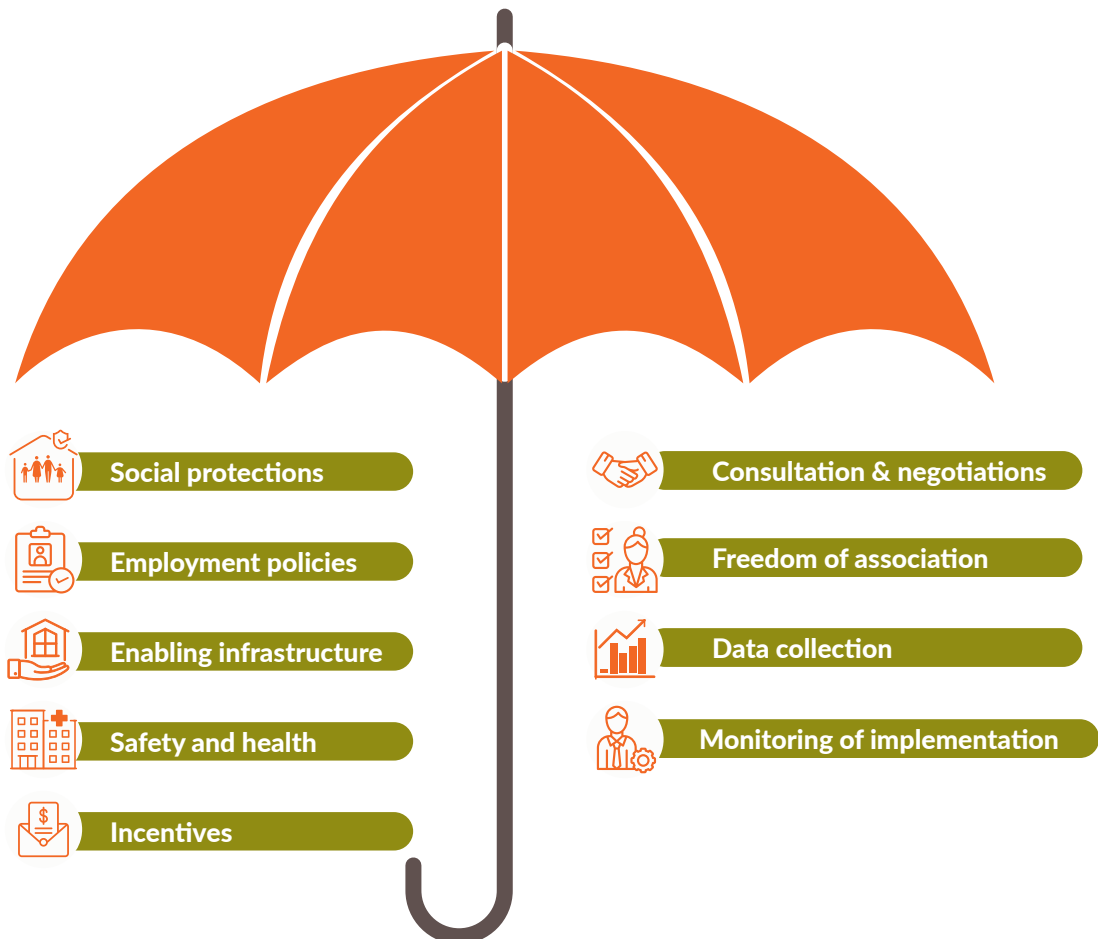 Social protections
Employment policies
Enabling infrastructure
Safety and health
$
Incentives
Consultation & negotiations
Freedom of association
Data collection
Monitoring of implementation